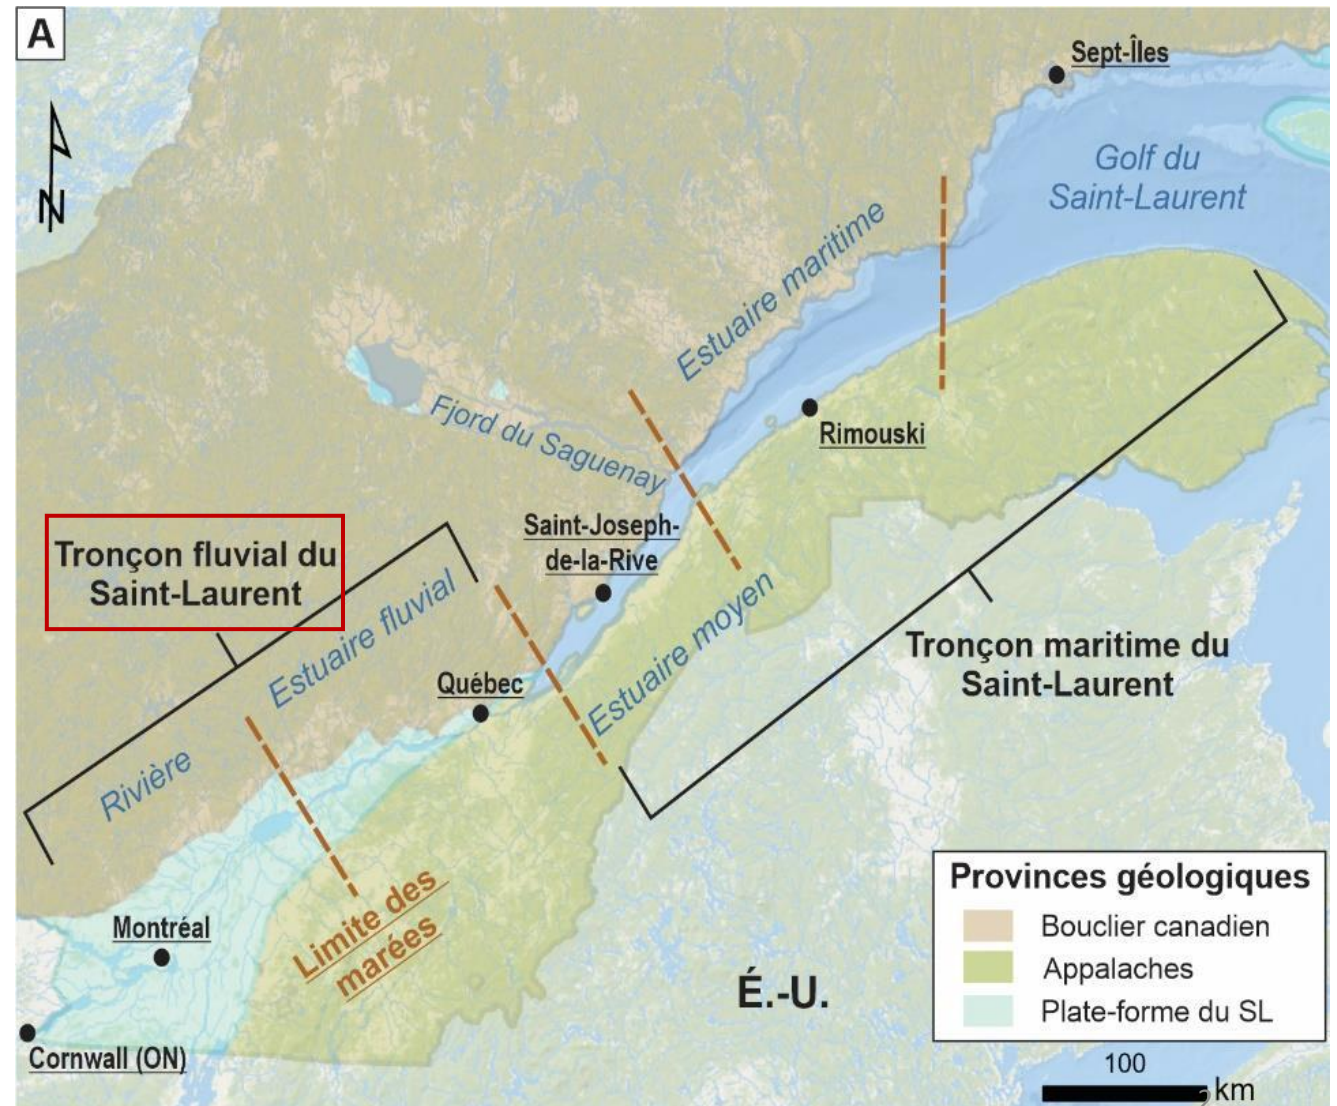 A
N
Sept-Îles
Golf du
Saint-Laurent
Estuaire maritime
Fjord du Saguenay
Rimouski
Saint-Joseph-
de-la-Rive
Tronçon fluvial du
Saint-Laurent
Estuaire fluvial
Rivière
Québec
Estuaire moyen
Tronçon maritime du
Saint-Laurent
Limite des
marées
Montréal
Cornwall (ON)
É.-U.
Provinces géologiques
Bouclier canadien
Appalaches
Plate-forme du SL
100
km